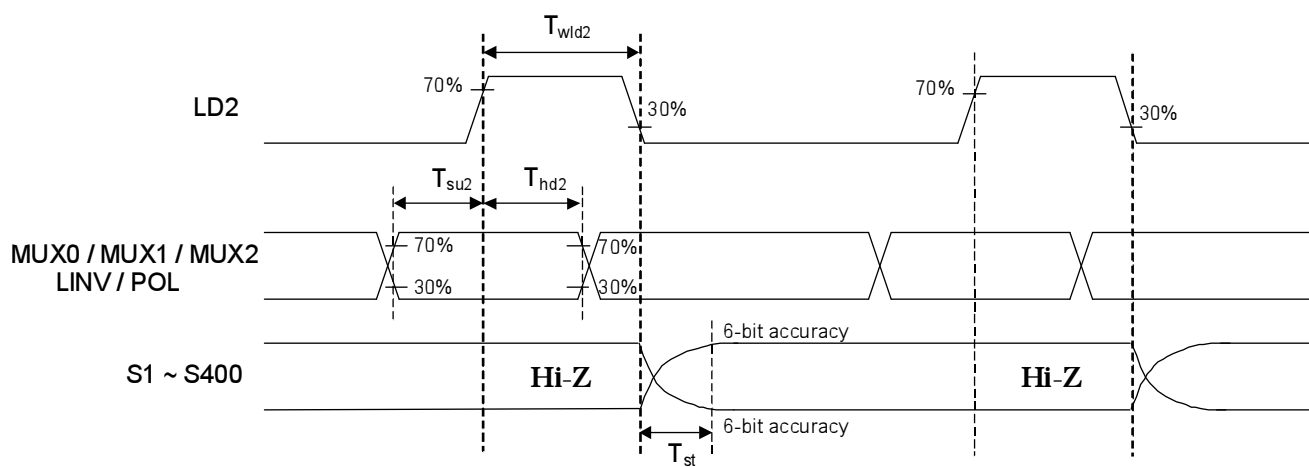 Twld2
LD2
70%
30%
70%
30%
Tsu2
Thd2
MUX0 / MUX1 / MUX2
LINV / POL
70%
70%
30%
30%
S1 ~ S400
Hi-Z
6-bit accuracy
Hi-Z
6-bit accuracy
Tst